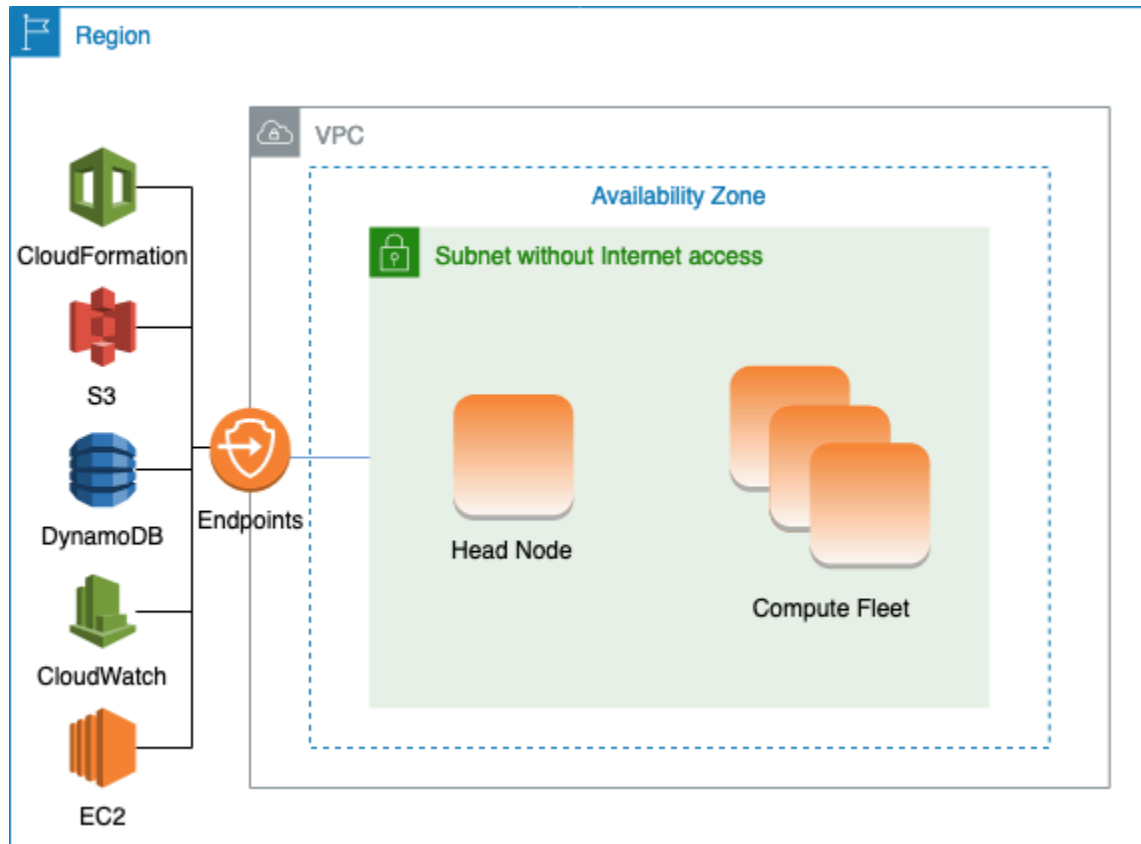 Region
VPC
Availability Zone
Subnet without Internet access
CloudFormation
S3
DynamoDB
Endpoints
Head Node
Compute Fleet
CloudWatch
EC2